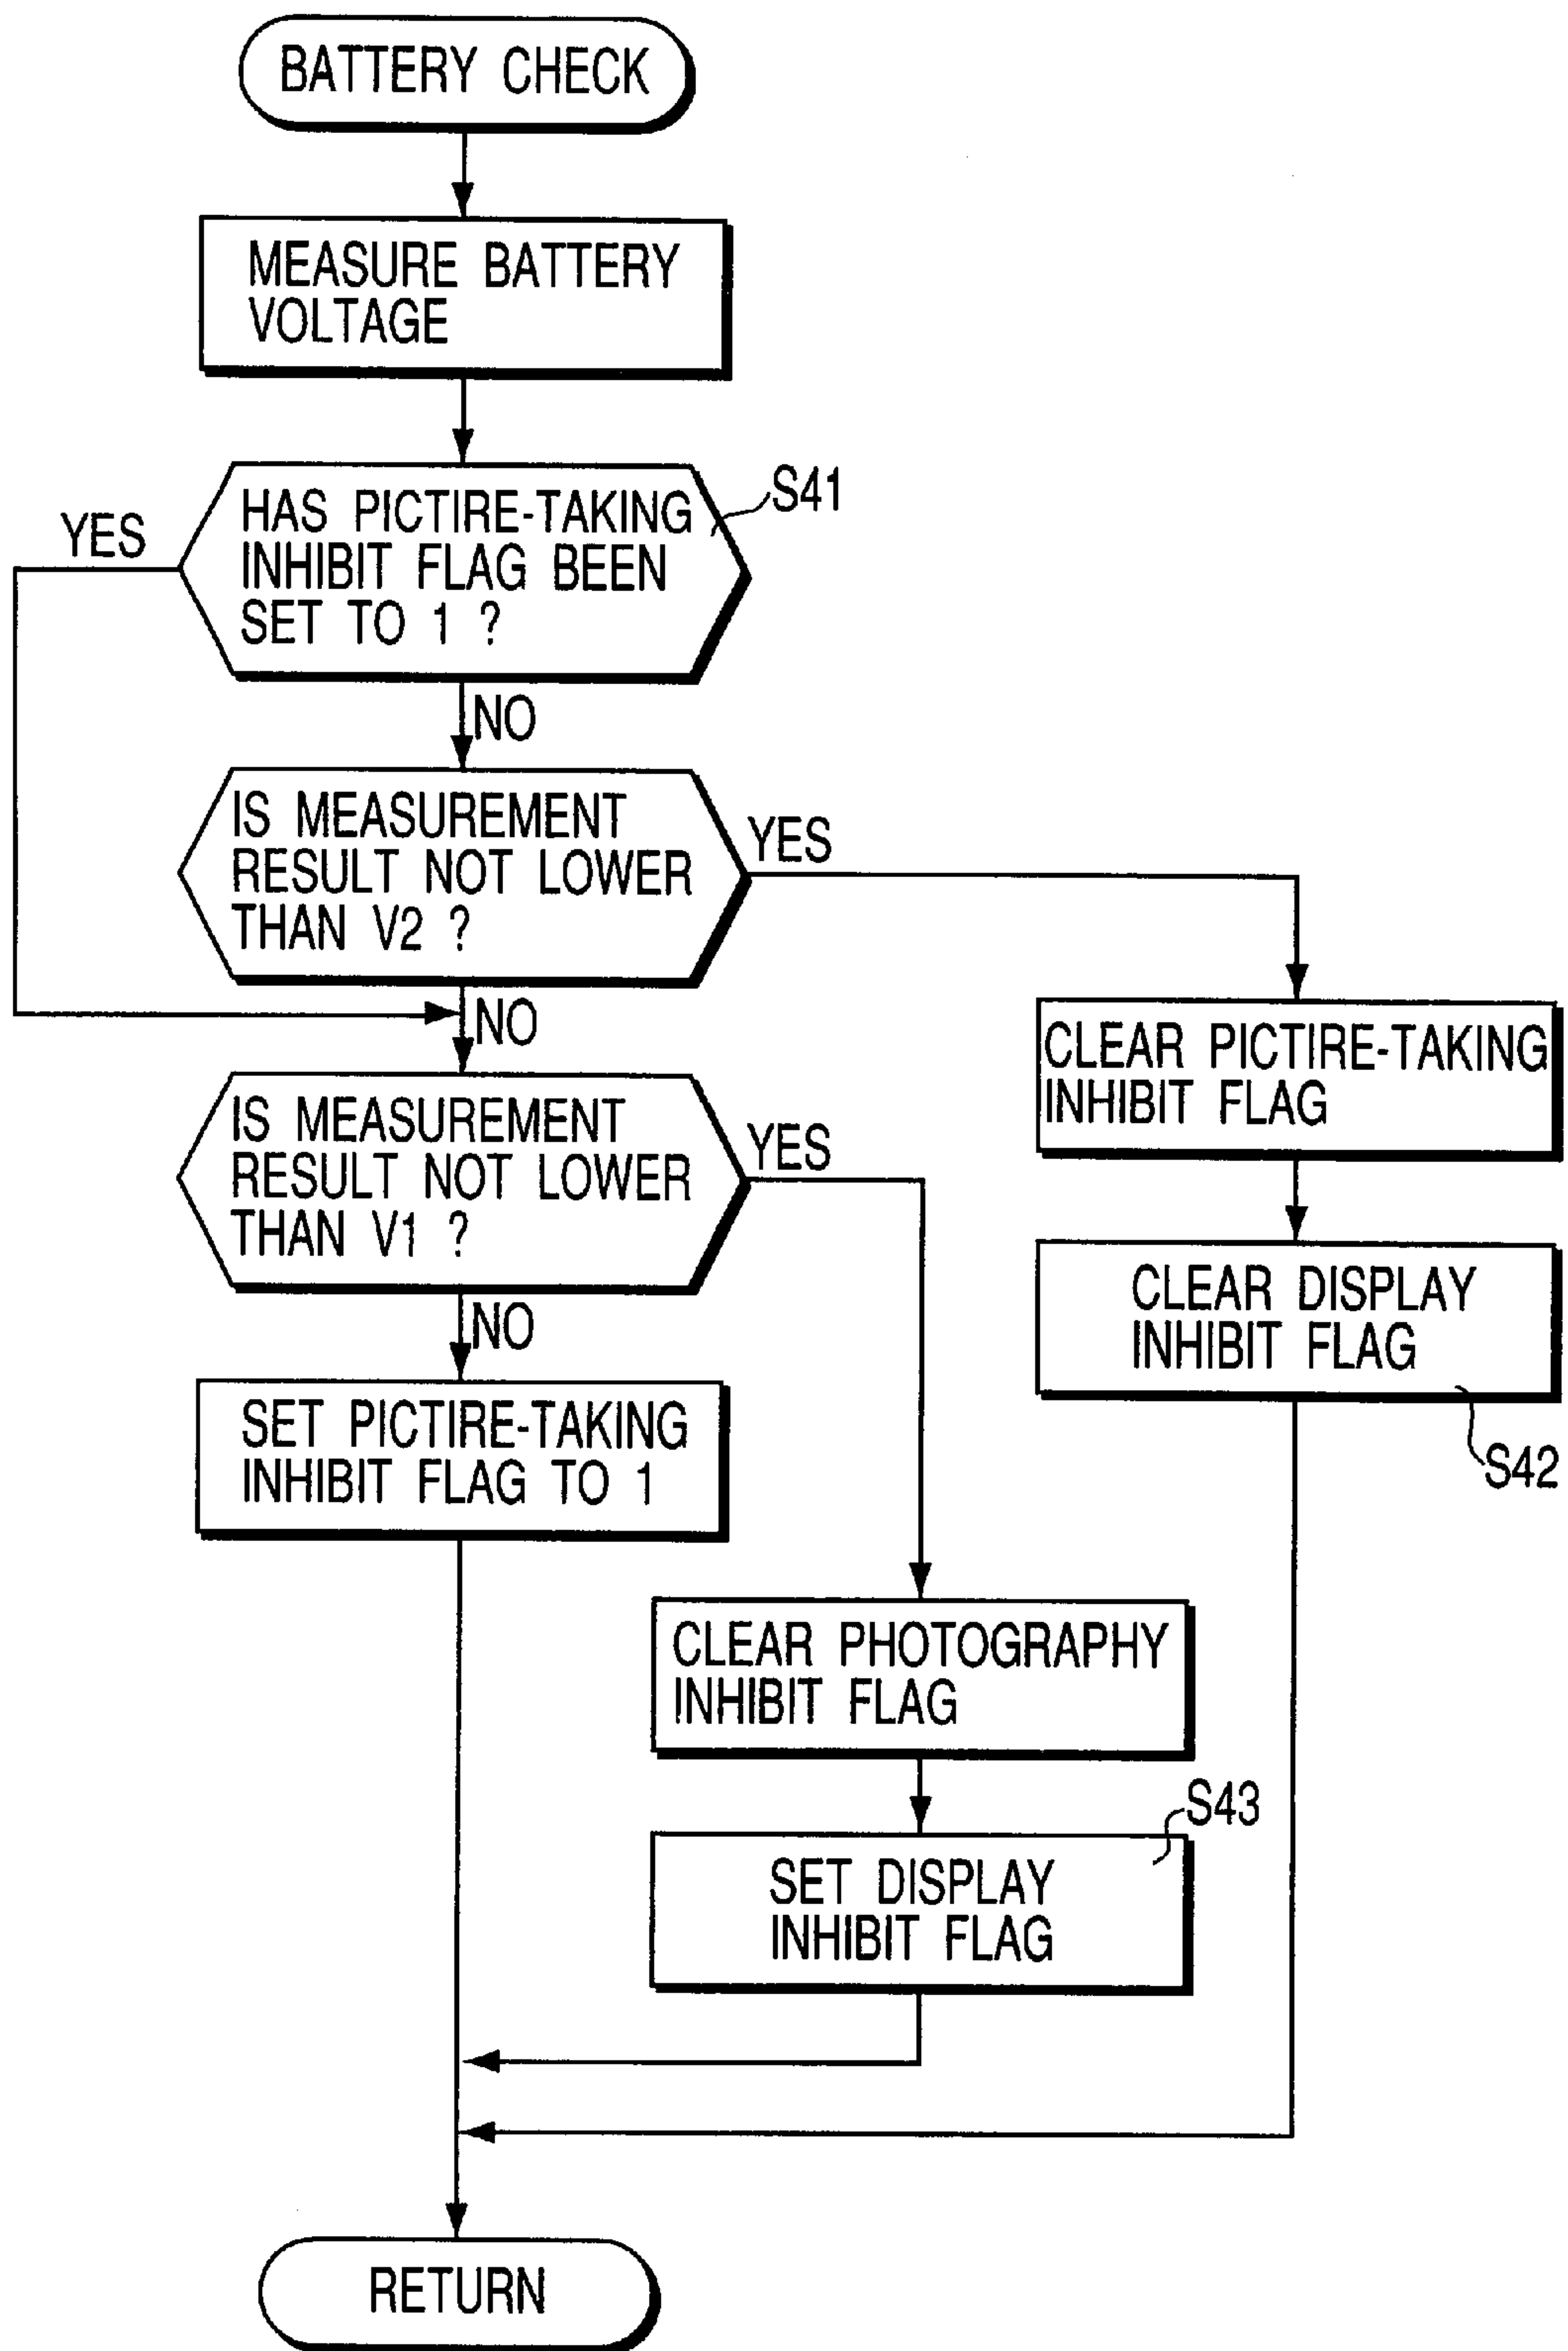 BATTERY CHECK
MEASURE BATTERY
VOLTAGE
S41
YES
HAS PICTIRE-TAKING
INHIBIT FLAG BEEN
SET TO 1 ?
NO
IS MEASUREMENT
RESULT NOT LOWER
THAN V2 ?
YES
NO
CLEAR PICTIRE-TAKING
INHIBIT FLAG
IS MEASUREMENT
RESULT NOT LOWER
THAN V1 ?
YES
NO
CLEAR DISPLAY
INHIBIT FLAG
S42
SET PICTIRE-TAKING
INHIBIT FLAG TO 1
CLEAR PHOTOGRAPHY
INHIBIT FLAG
S43
SET DISPLAY
INHIBIT FLAG
RETURN